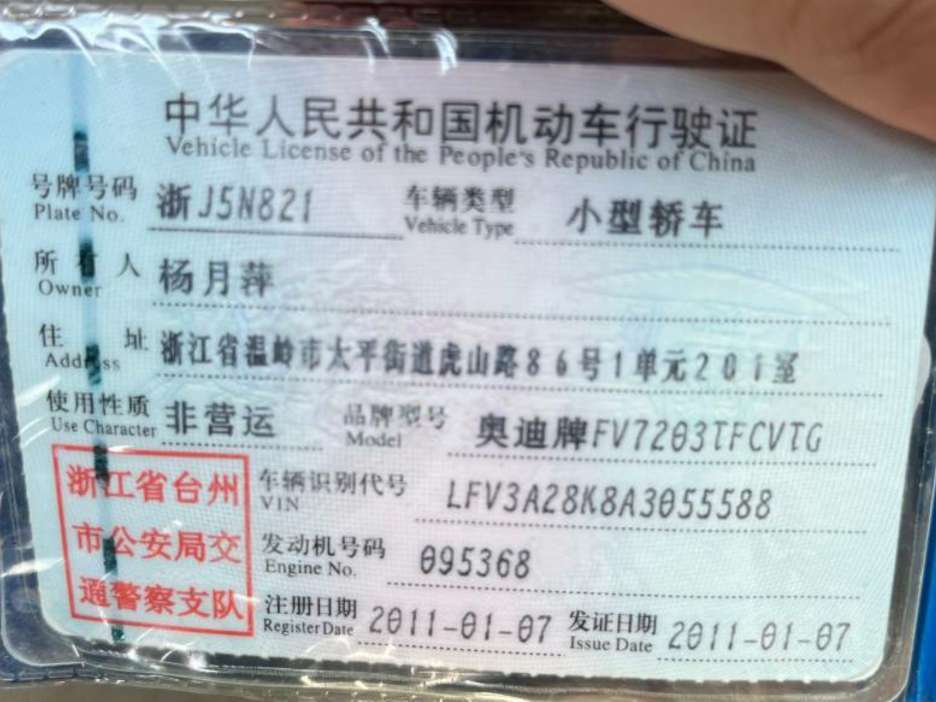 中华人民共和国机动车行驶证
Vehicle License of the People's Republic of China
号牌号码 浙J5N821 车辆类型 小型轿车
Plate No. Vehicle Type
所有人 杨月萍
Owner
住址 浙江省温岭市太平街道虎山路86号1单元201室
Address
使用性质 非营运 品牌型号 奥迪牌FV7203TFCVTG
Use Character Model
浙江省台州
市公安局交
通警察支队
车辆识别代号 LFV3A28K8A3055588
VIN
发动机号码 095368
Engine No.
注册日期 2011-01-07 发证日期 2011-01-07
Register Date Issue Date